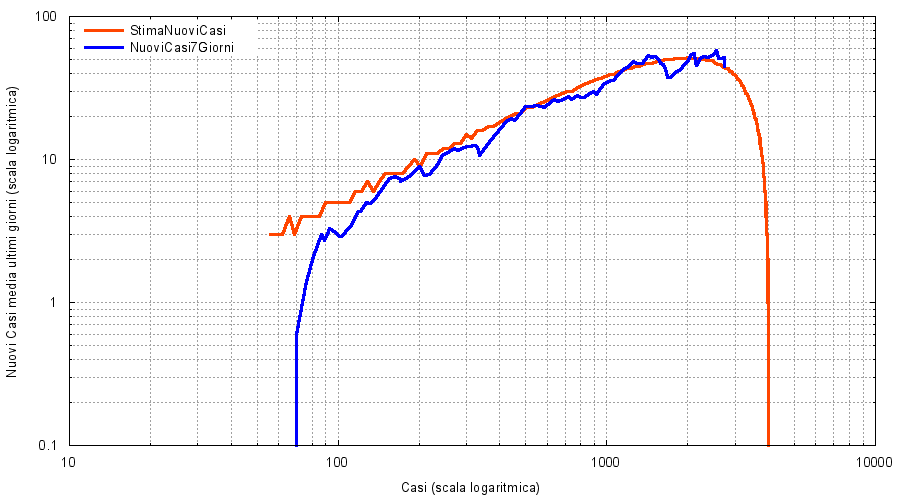 100
StimaNuoviCasi
NuoviCasi7Giorni
10
1
0.1
10
100
1000
10000
Nuovi Casi media ultimi giorni (scala logaritmica)
Casi (scala logaritmica)